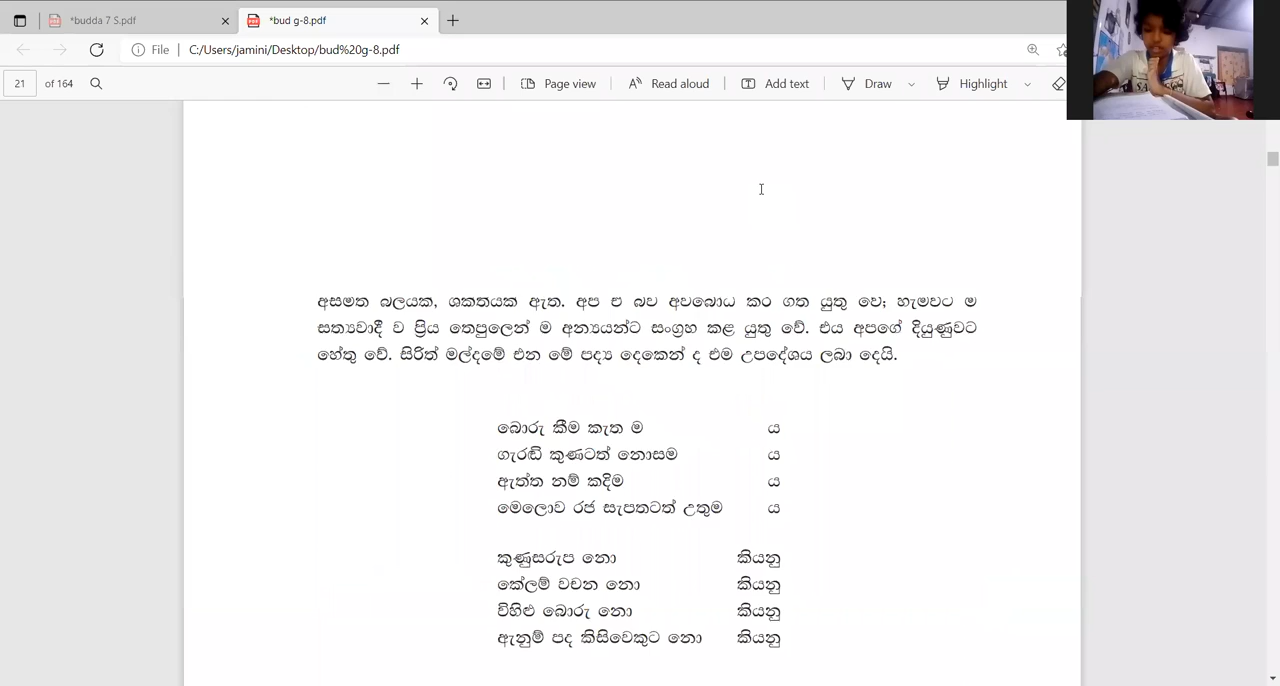 *budda 7 S.pdf
*bud g-8.pdf
File C:/Users/jamini/Desktop/bud%20g-8.pdf
21 of 164 Page view Read aloud Add text Draw Highlight
අසමත බලයක, ශකතයක ඇත. අප ඒ බව අවබොධ කර ගත යුතු වෙ; හැමවට ම
සත්‍යවාදී ව ප්‍රිය තෙපුලෙන් ම අන්‍යයන්ට සංග්‍රහ කළ යුතු වේ. එය අපගේ දියුණුවට
හේතු වේ. සිරිත් මල්දමේ එන මේ පද්‍ය දෙකෙන් ද එම උපදේශය ලබා දෙයි.
බොරු කීම කැත ම ය
ගැරඬි කුණටත් නොසම ය
ඇත්ත නම් කදිම ය
මෙලොව රජ සැපතටත් උතුම ය
කුණුසරුප නො කියනු
කේලම් වචන නො කියනු
විහිළු බොරු නො කියනු
ඇනුම් පද කිසිවෙකුට නො කියනු